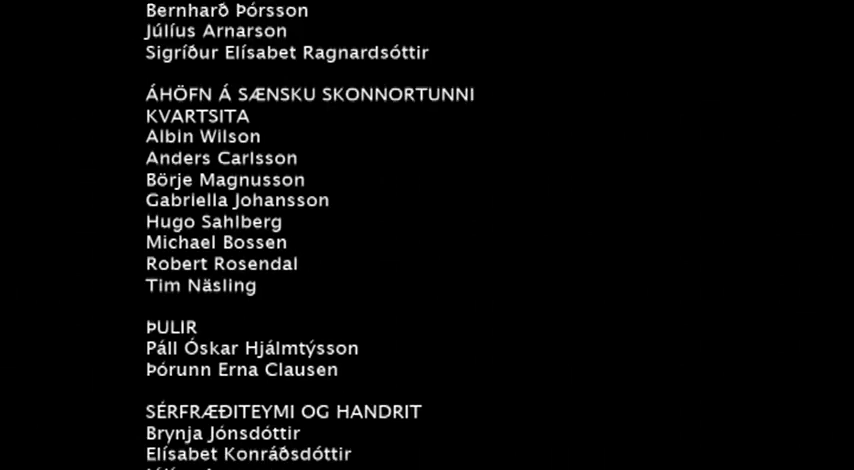 Bernharð Þórsson
Júlíus Arnarson
Sigríður Elísabet Ragnardsóttir
ÁHÖFN Á SÆNSKU SKONNORTUNNI
KVARTSITA
Albin Wilson
Anders Carlsson
Börje Magnusson
Gabriella Johansson
Hugo Sahlberg
Michael Bossen
Robert Rosendal
Tim Näsling
ÞULIR
Páll Óskar Hjálmtýsson
Þórunn Erna Clausen
SÉRFRÆÐITEYMI OG HANDRIT
Brynja Jónsdóttir
Elísabet Konráðsdóttir